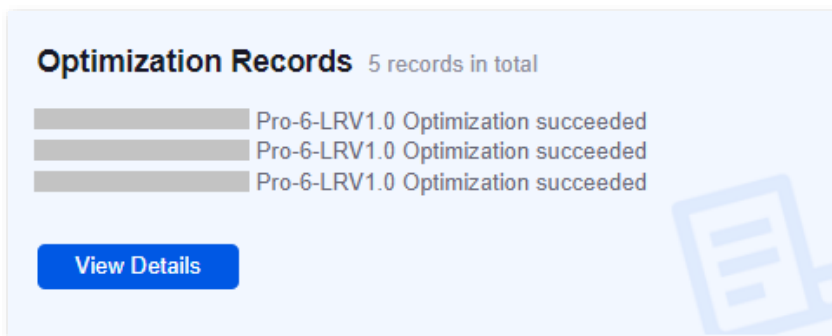 Optimization Records 5 records in total
Pro-6-LRV1.0 Optimization succeeded
Pro-6-LRV1.0 Optimization succeeded
Pro-6-LRV1.0 Optimization succeeded
View Details